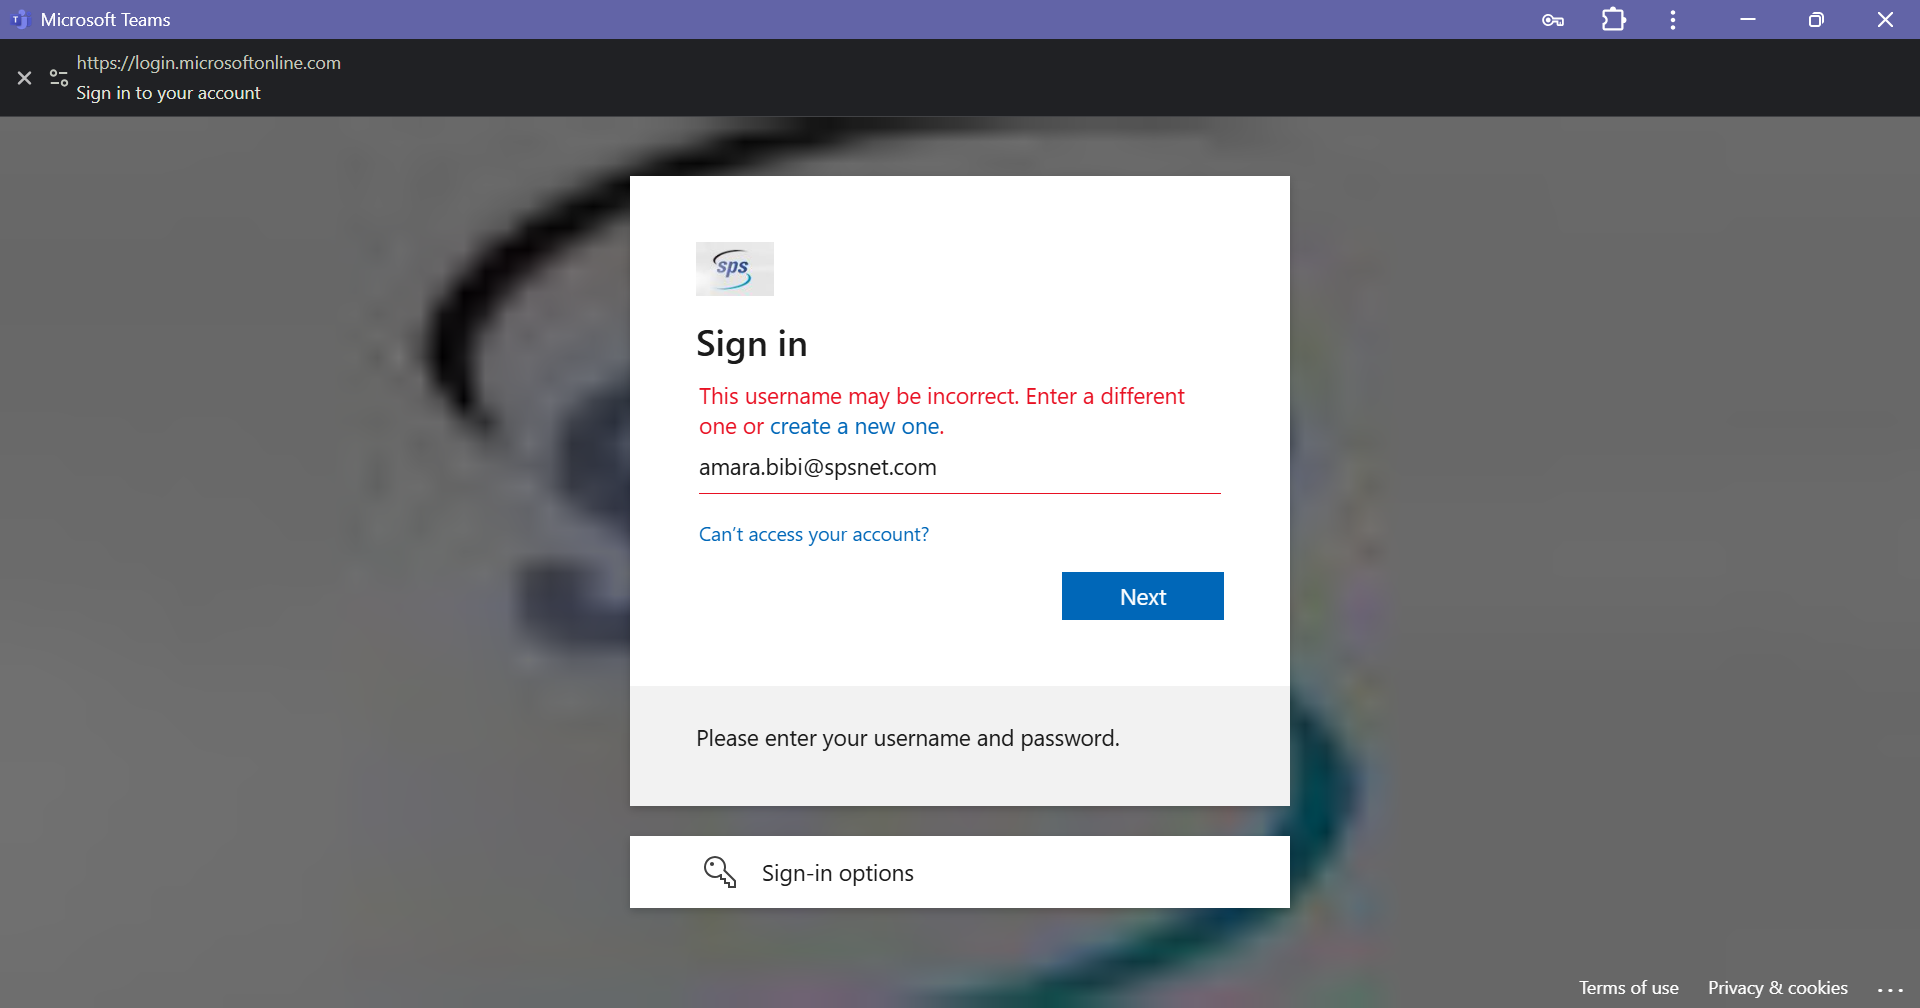 Microsoft Teams
https://login.microsoftonline.com
Sign in to your account
sps
Sign in
This username may be incorrect. Enter a different
one or create a new one.
amara.bibi@spsnet.com
Can't access your account?
Next
Please enter your username and password.
Sign-in options
Terms of use Privacy & cookies ...